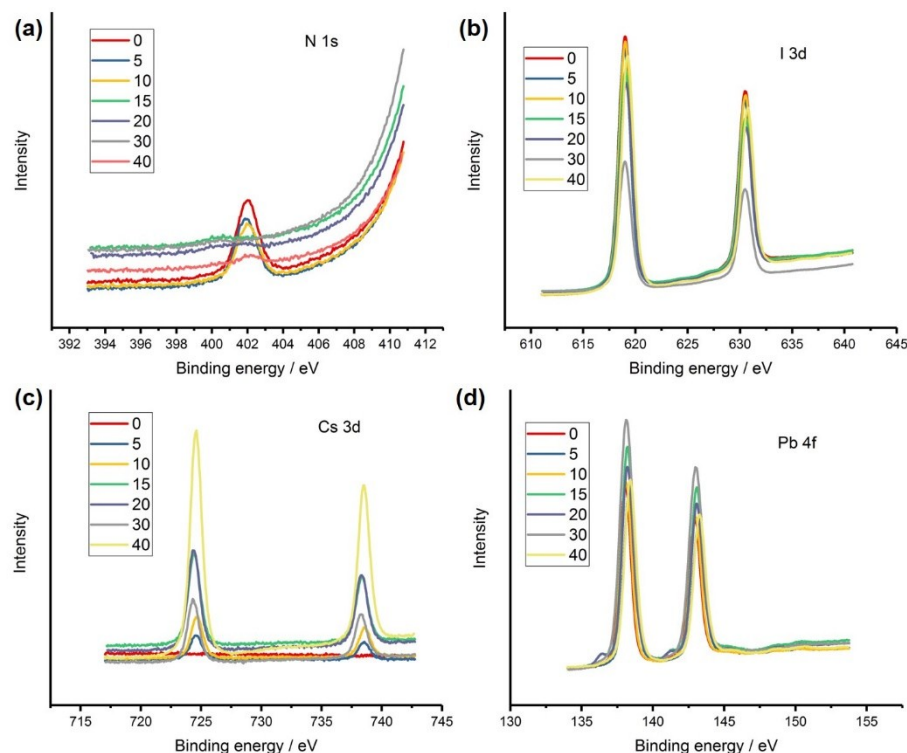 (a)
N 1s
0
5
10
15
20
30
40
Intensity
392 394 396 398 400 402 404 406 408 410 412
Binding energy / eV
(b)
I 3d
0
5
10
15
20
30
40
Intensity
610 615 620 625 630 635 640 645
Binding energy / eV
(c)
Cs 3d
0
5
10
15
20
30
40
Intensity
715 720 725 730 735 740 745
Binding energy / eV
(d)
Pb 4f
0
5
10
15
20
30
40
Intensity
130 135 140 145 150 155
Binding energy / eV